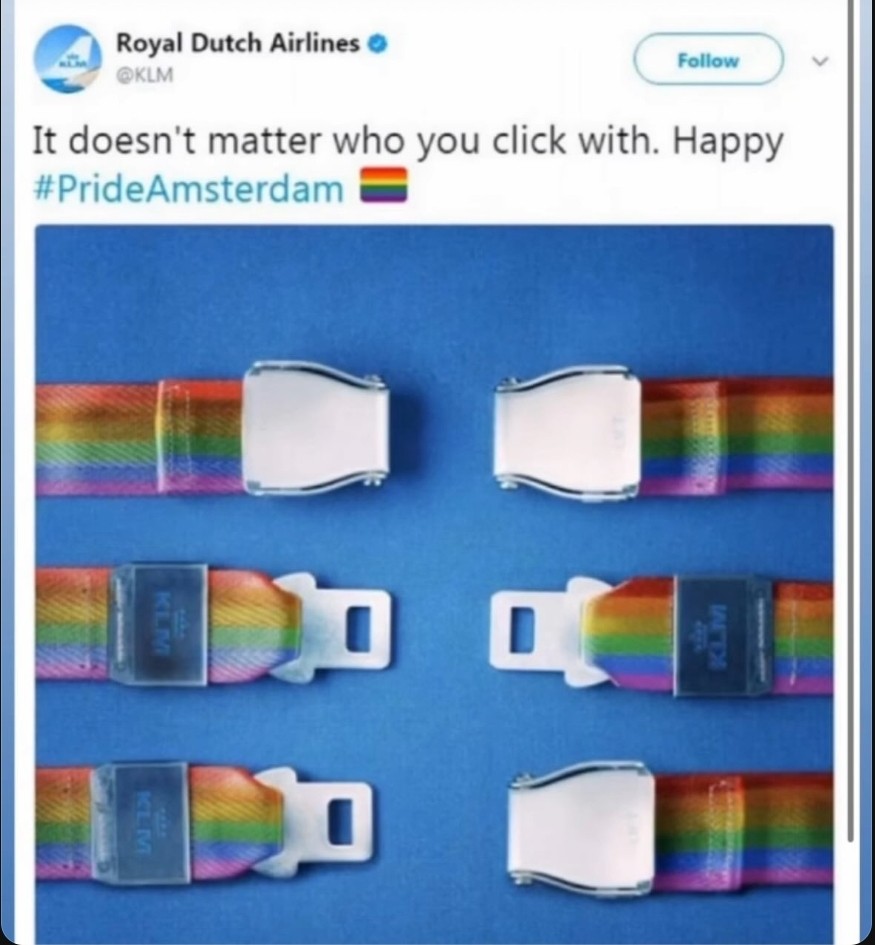 Royal Dutch Airlines
@KLM
Follow
It doesn't matter who you click with. Happy
#PrideAmsterdam 🏳️‍🌈
KLM
KLM
KLM